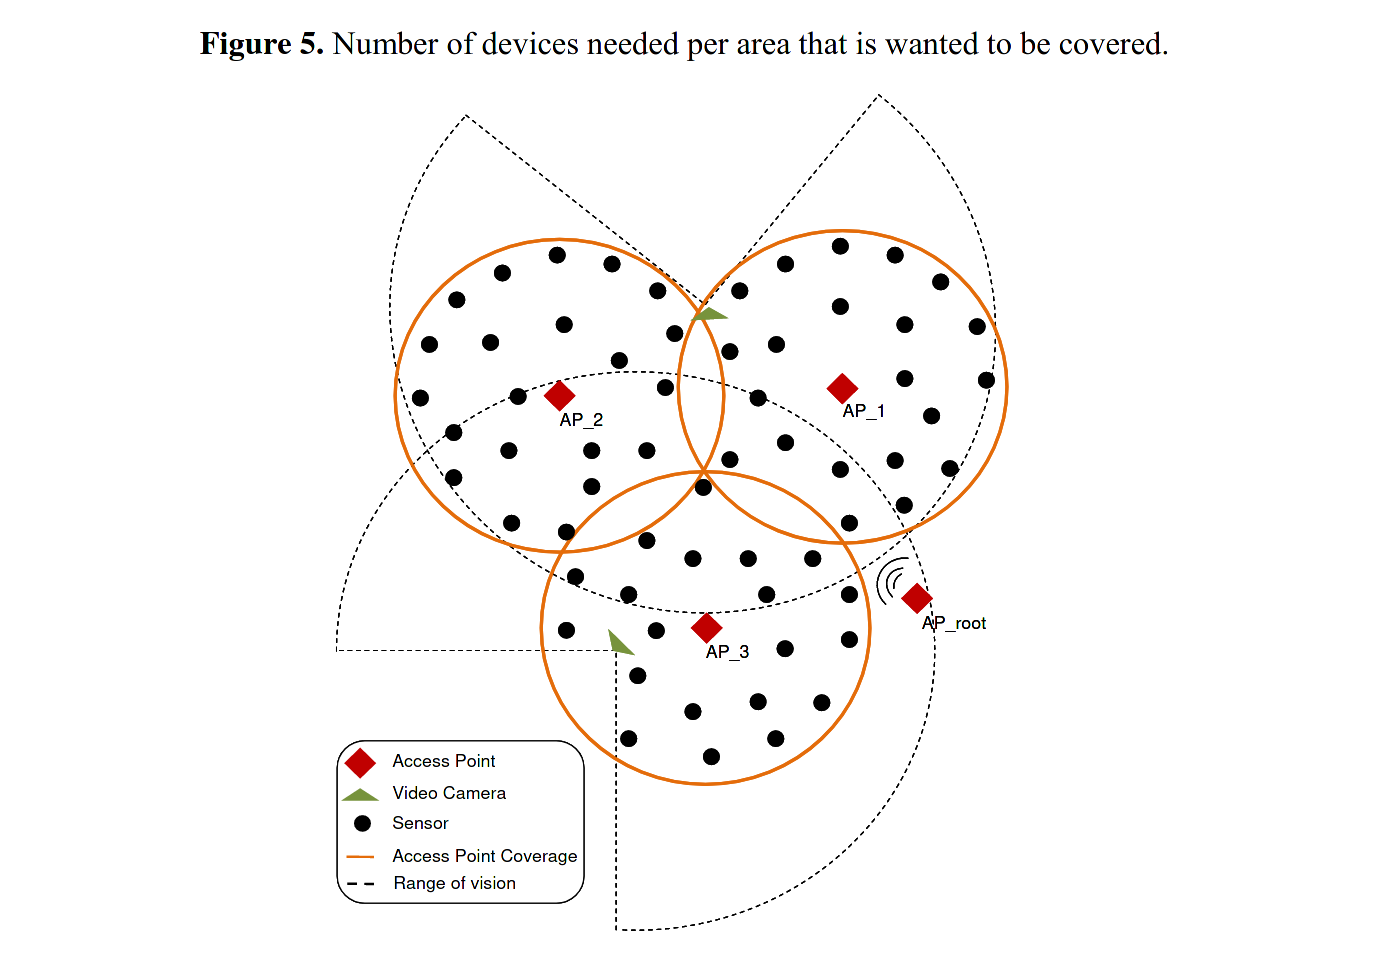 Figure 5. Number of devices needed per area that is wanted to be covered.
AP_1
AP_2
AP_root
AP_3
Access Point
Video Camera
Sensor
Access Point Coverage
Range of vision